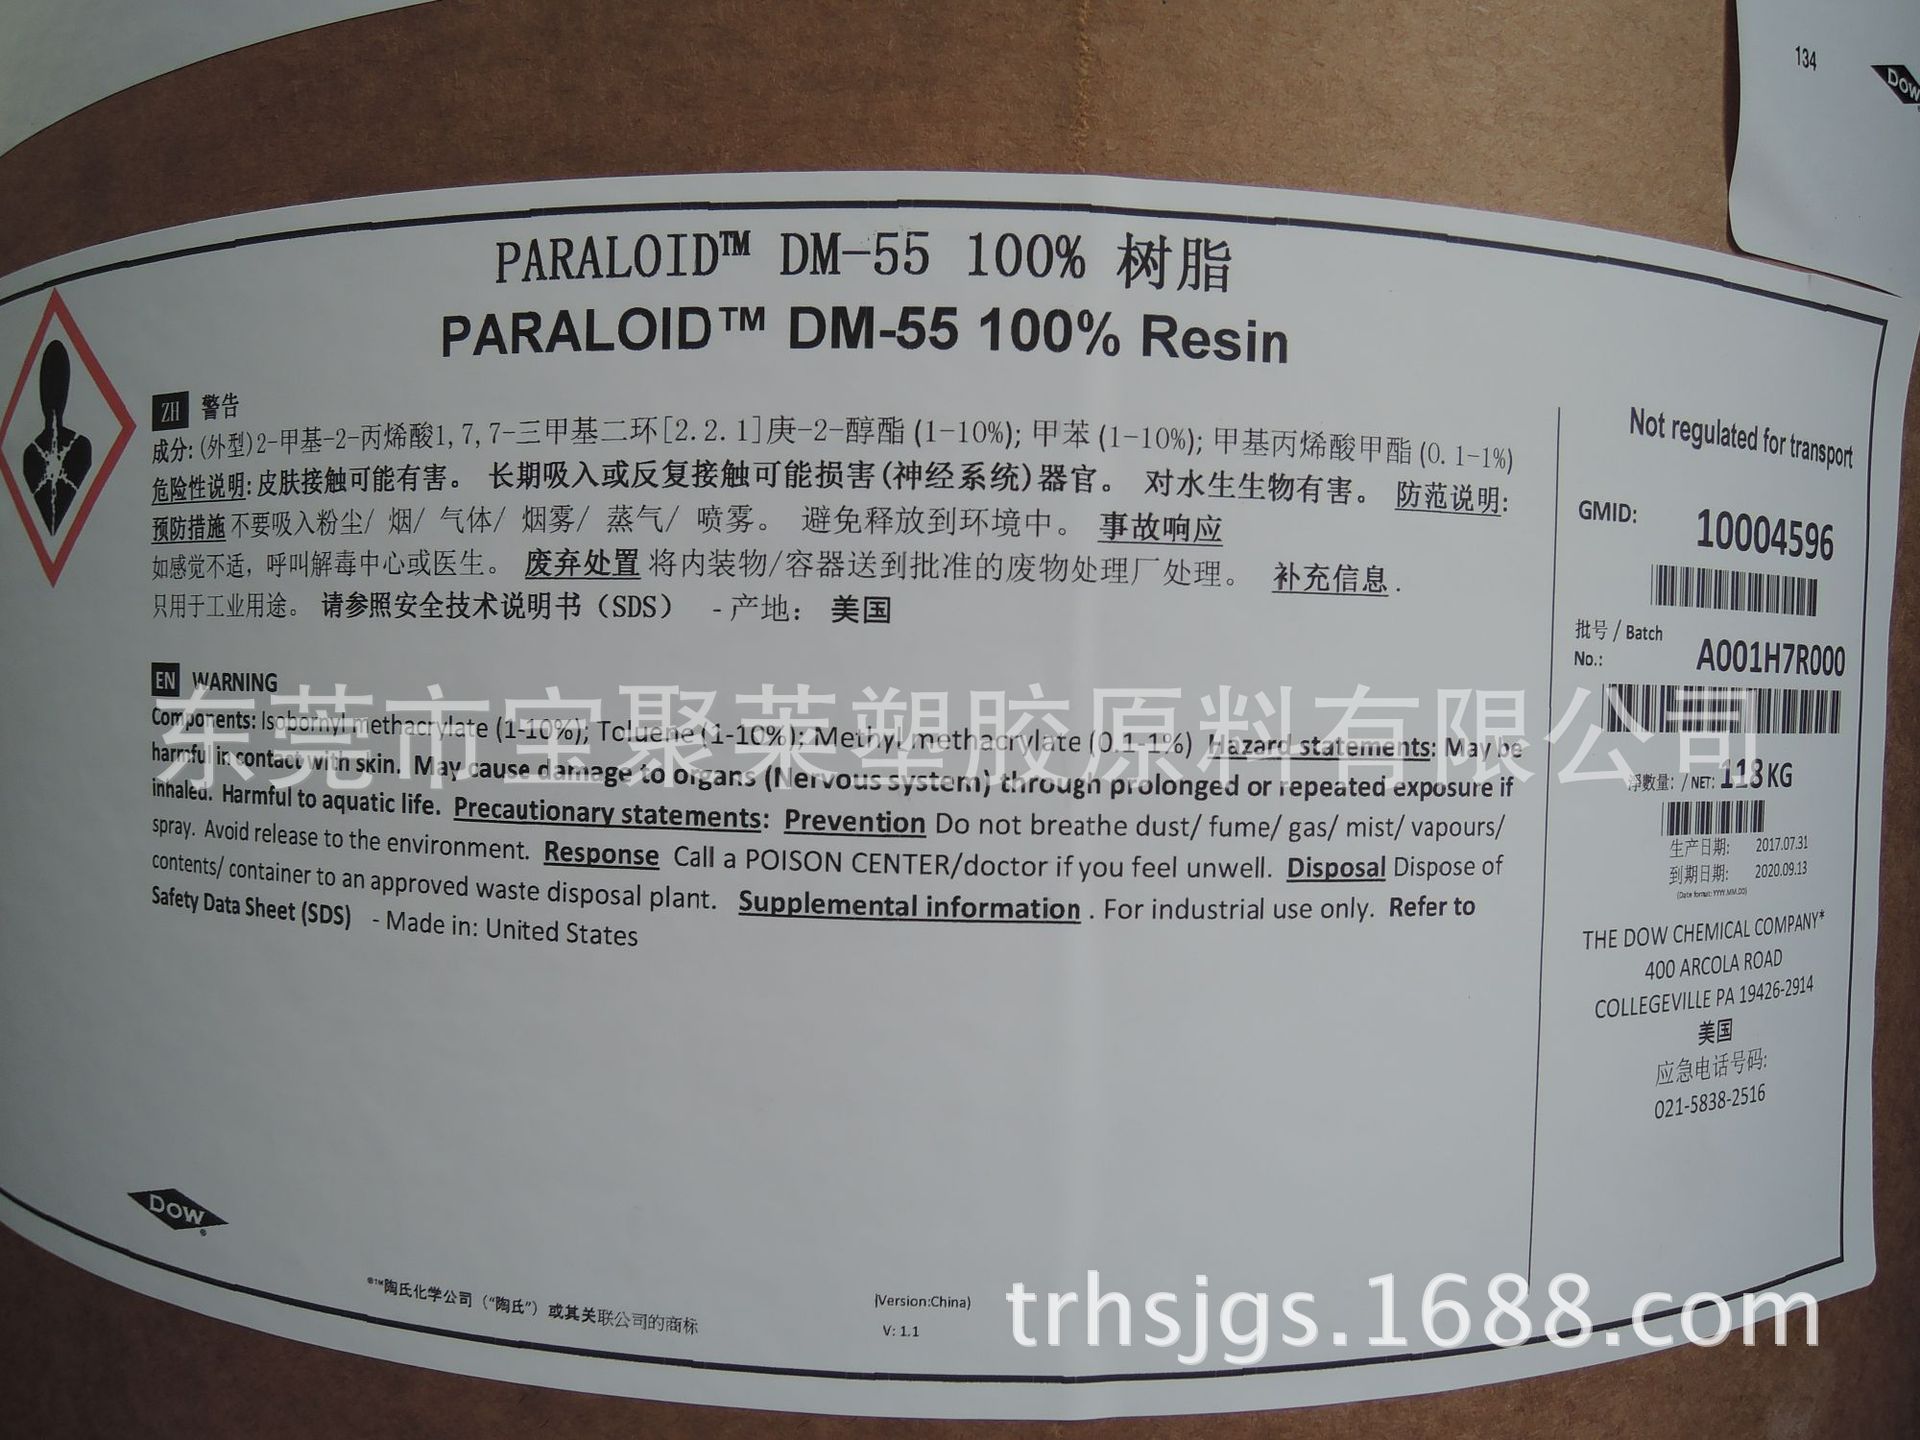 134
DOW
PARALOID™ DM-55 100% 树脂
PARALOID™ DM-55 100% Resin
ZH 警告
成分: (外型)2-甲基-2-丙烯酸1,7,7-三甲基二环[2.2.1]庚-2-醇酯 (1-10%); 甲苯 (1-10%); 甲基丙烯酸甲酯 (0.1-1%)
危险性说明: 皮肤接触可能有害。 长期吸入或反复接触可能损害(神经系统)器官。 对水生生物有害。 防范说明:
预防措施 不要吸入粉尘/ 烟/ 气体/ 烟雾/ 蒸气/ 喷雾。 避免释放到环境中。 事故响应
如感觉不适，呼叫解毒中心或医生。 废弃处置 将内装物/容器送到批准的废物处理厂处理。 补充信息 .
只用于工业用途。 请参照安全技术说明书（SDS） - 产地： 美国
EN WARNING
Components: Isobornyl methacrylate (1-10%); Toluene (1-10%); Methyl methacrylate (0.1-1%) Hazard statements: May be
harmful in contact with skin. May cause damage to organs (Nervous system) through prolonged or repeated exposure if
inhaled. Harmful to aquatic life. Precautionary statements: Prevention Do not breathe dust/ fume/ gas/ mist/ vapours/
spray. Avoid release to the environment. Response Call a POISON CENTER/doctor if you feel unwell. Disposal Dispose of
contents/ container to an approved waste disposal plant. Supplemental information . For industrial use only. Refer to
Safety Data Sheet (SDS) - Made in: United States
东莞市宝聚莱塑胶原料有限公司
Not regulated for transport
GMID: 10004596
批号 / Batch
No.: A001H7R000
淨數量: / NET: 118 KG
生产日期: 2017.07.31
到期日期: 2020.09.13
(Date format: YYYY.MM.DD)
THE DOW CHEMICAL COMPANY*
400 ARCOLA ROAD
COLLEGEVILLE PA 19426-2914
美国
应急电话号码:
021-5838-2516
DOW
®™陶氏化学公司（“陶氏”）或其关联公司的商标
(Version:China)
V: 1.1
trhsjgs.1688.com